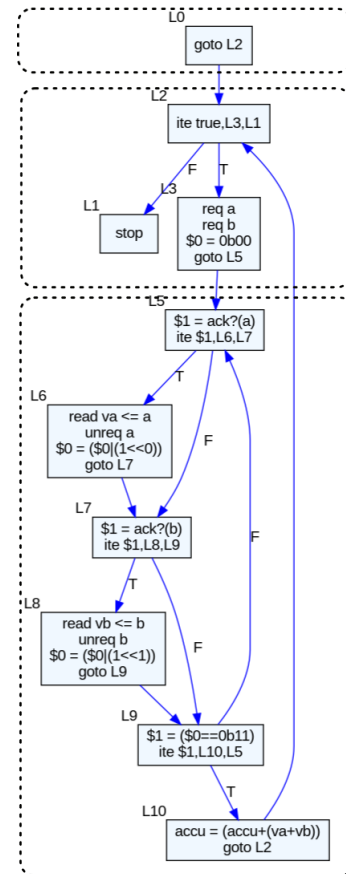 L0
goto L2
L2
ite true,L3,L1
F
T
L3
L1
stop
req a
req b
$0 = 0b00
goto L5
L5
$1 = ack?(a)
ite $1,L6,L7
T
L6
read va <= a
unreq a
$0 = ($0|(1<<0))
goto L7
F
L7
$1 = ack?(b)
ite $1,L8,L9
F
T
L8
read vb <= b
unreq b
$0 = ($0|(1<<1))
goto L9
F
L9
$1 = ($0==0b11)
ite $1,L10,L5
T
L10
accu = (accu+(va+vb))
goto L2